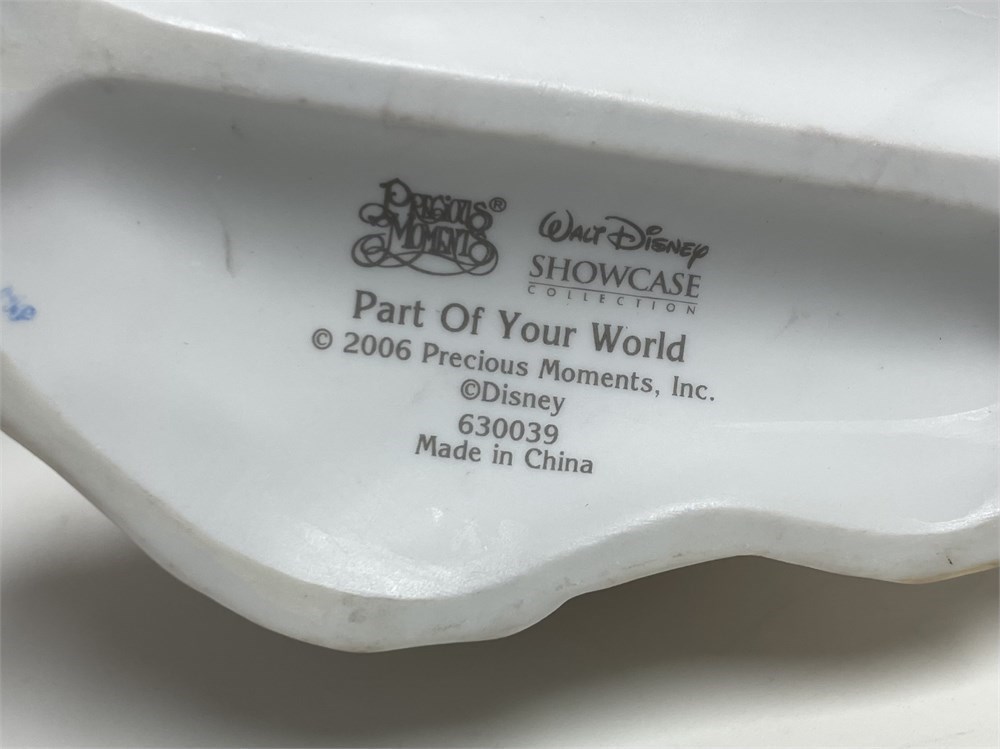 PRECIOUS MOMENTS®
WALT DISNEY
SHOWCASE
COLLECTION
Part Of Your World
© 2006 Precious Moments, Inc.
©Disney
630039
Made in China